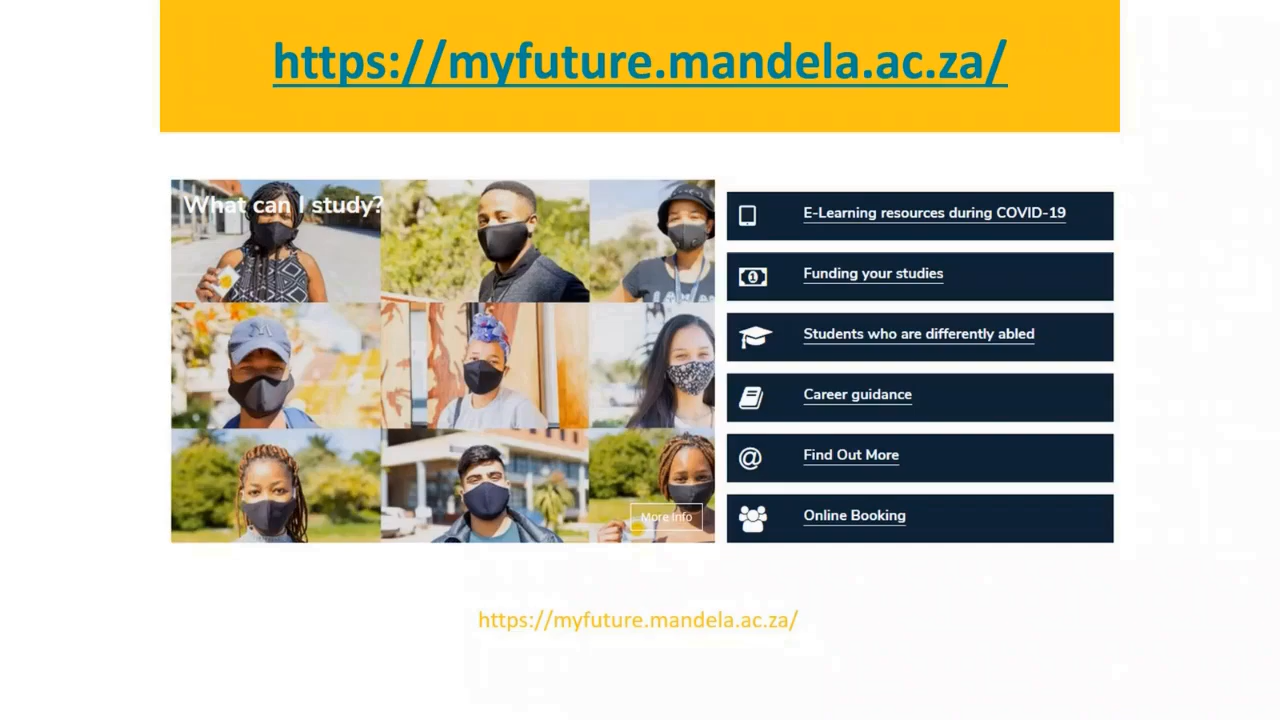 https://myfuture.mandela.ac.za/
What can I study?
More Info
E-Learning resources during COVID-19
Funding your studies
Students who are differently abled
Career guidance
Find Out More
Online Booking
https://myfuture.mandela.ac.za/